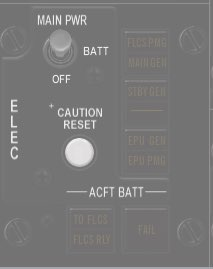 MAIN PWR
BATT
OFF
ELEC
CAUTION
RESET
FLCS PMG
MAIN GEN
STBY GEN
EPU GEN
EPU PMG
ACFT BATT
TO FLCS
FLCS RLY
FAIL